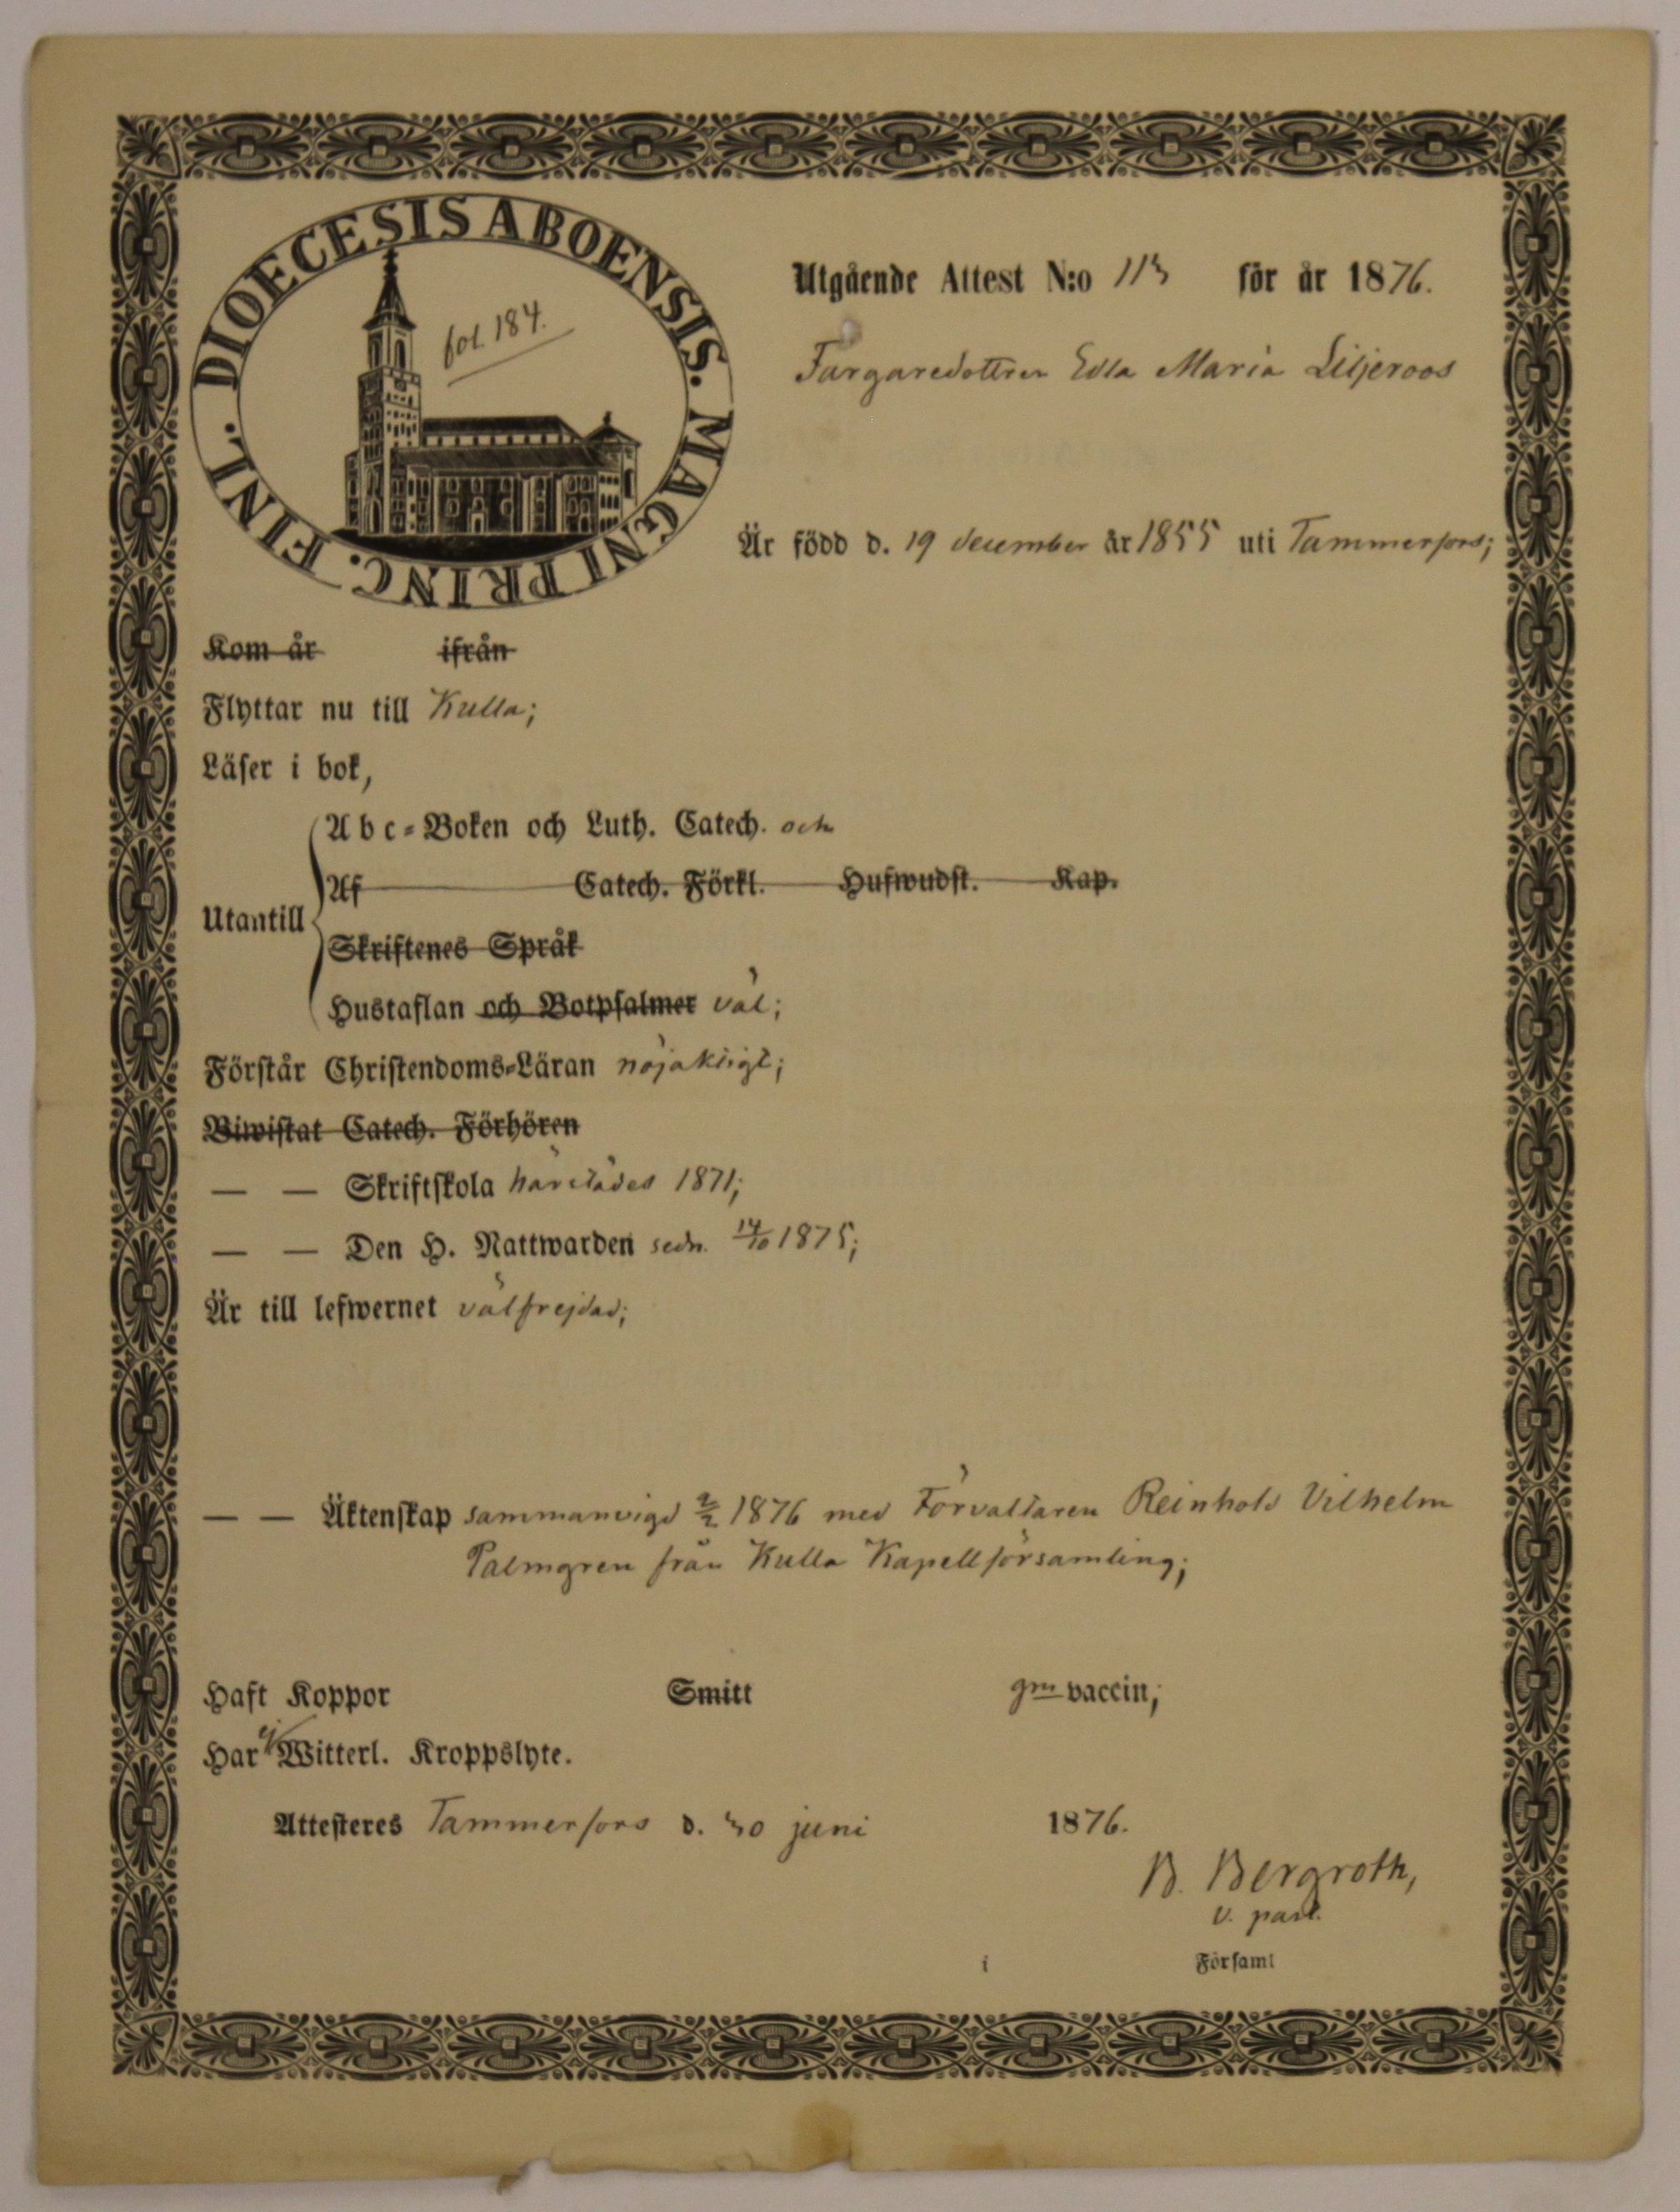 DIOECESIS ABOENSIS. MAGNI PRINC. FINL.
fol. 184.
Utgående Attest N:o 113 för år 1876.
Färgaredottren Edla Maria Liljeroos
Är född d. 19 december år 1855 uti Tammerfors;
Kom år ifrån
Flyttar nu till Kulla;
Läser i bok,
Abc-Boken och Luth. Catech. och
Af Catech. Förkl. Hufwudst. Kap.
Utantill
Skriftenes Språk
Hustaflan och Botpsalmer väl;
Förstår Christendoms-Läran nöjaktigt;
Biwistat Catech. Förhören
— — Skriftskola härstädes 1871;
— — Den H. Nattwarden sedn. 14/10 1875;
Är till lefwernet välfrejdad;
— — Äktenskap sammanvigd 2/2 1876 med Förvaltaren Reinhold Vilhelm
Palmgren från Kulla Kapellförsamling;
Haft Koppor Smitt gm vaccin;
Har ej Witterl. Kroppslyte.
Attesteres Tammerfors d. 30 juni 1876.
B. Bergroth,
v. past.
i Församl